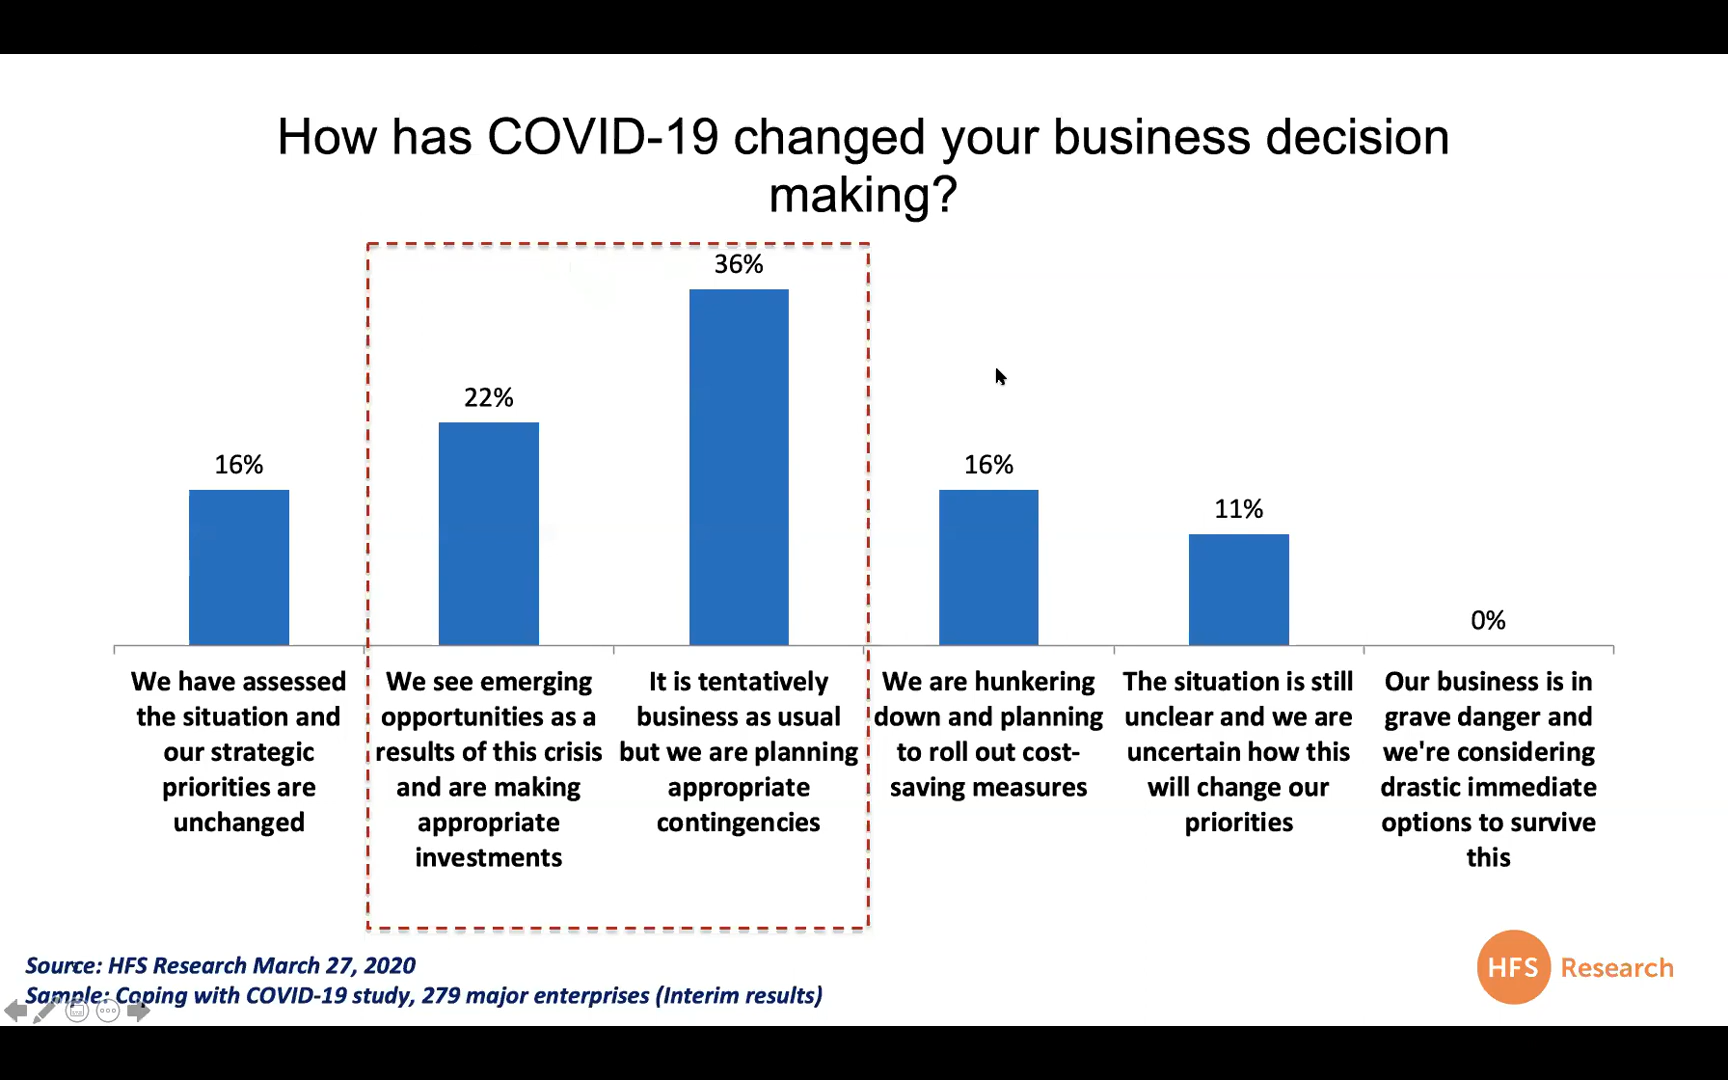 How has COVID-19 changed your business decision
making?
36%
22%
16%
16%
11%
0%
We have assessed
the situation and
our strategic
priorities are
unchanged
We see emerging
opportunities as a
results of this crisis
and are making
appropriate
investments
It is tentatively
business as usual
but we are planning
appropriate
contingencies
We are hunkering
down and planning
to roll out cost-
saving measures
The situation is still
unclear and we are
uncertain how this
will change our
priorities
Our business is in
grave danger and
we're considering
drastic immediate
options to survive
this
Source: HFS Research March 27, 2020
Sample: Coping with COVID-19 study, 279 major enterprises (Interim results)
HFS Research